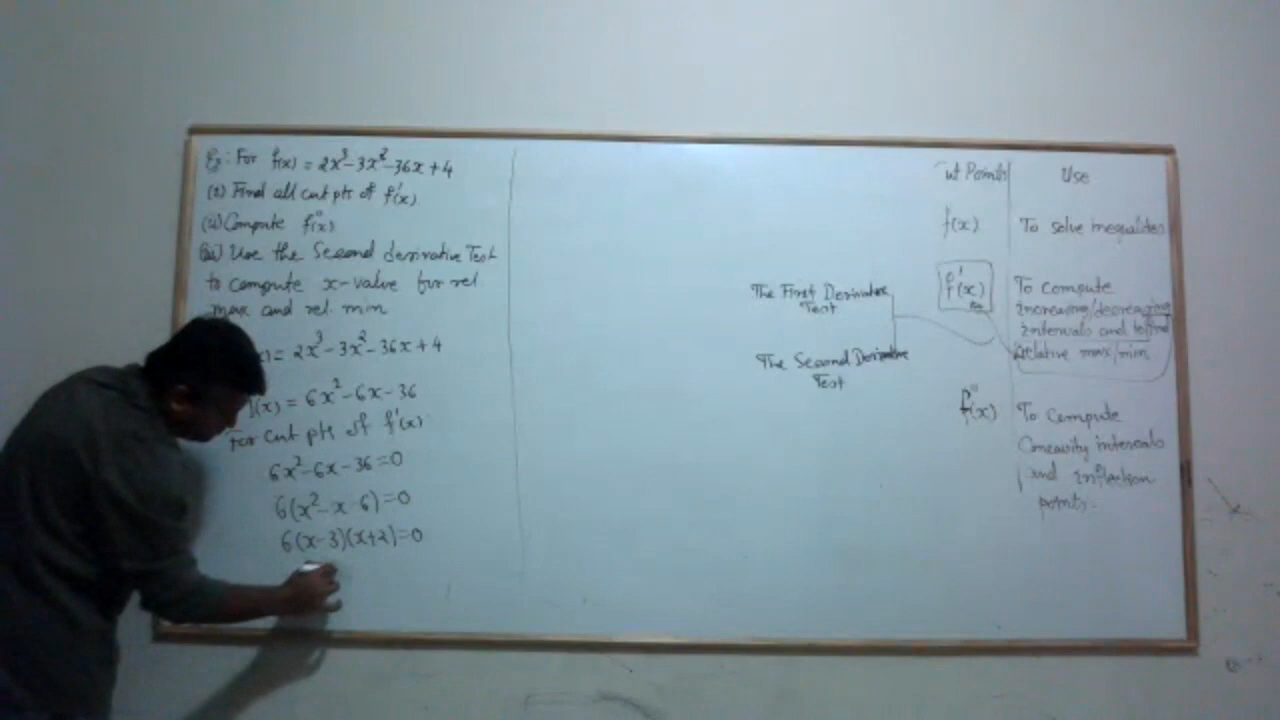 Eg: For f(x) = 2x³-3x²-36x+4
(i) Find all cut pts of f'(x).
(ii) Compute f''(x)
(iii) Use the Second derivative Test
to compute x-value for rel.
max and rel. min
= 2x³-3x²-36x+4
(x) = 6x²-6x-36
For cut pts of f'(x)
6x²-6x-36=0
6(x²-x-6)=0
6(x-3)(x+2)=0
The First Derivative
Test
The Second Derivative
Test
ut Points Use
f(x) To solve inequalities
f'(x) To compute
increasing/decreasing
intervals and to find
relative max/min
f''(x) To Compute
Concavity intervals
and inflection
points.